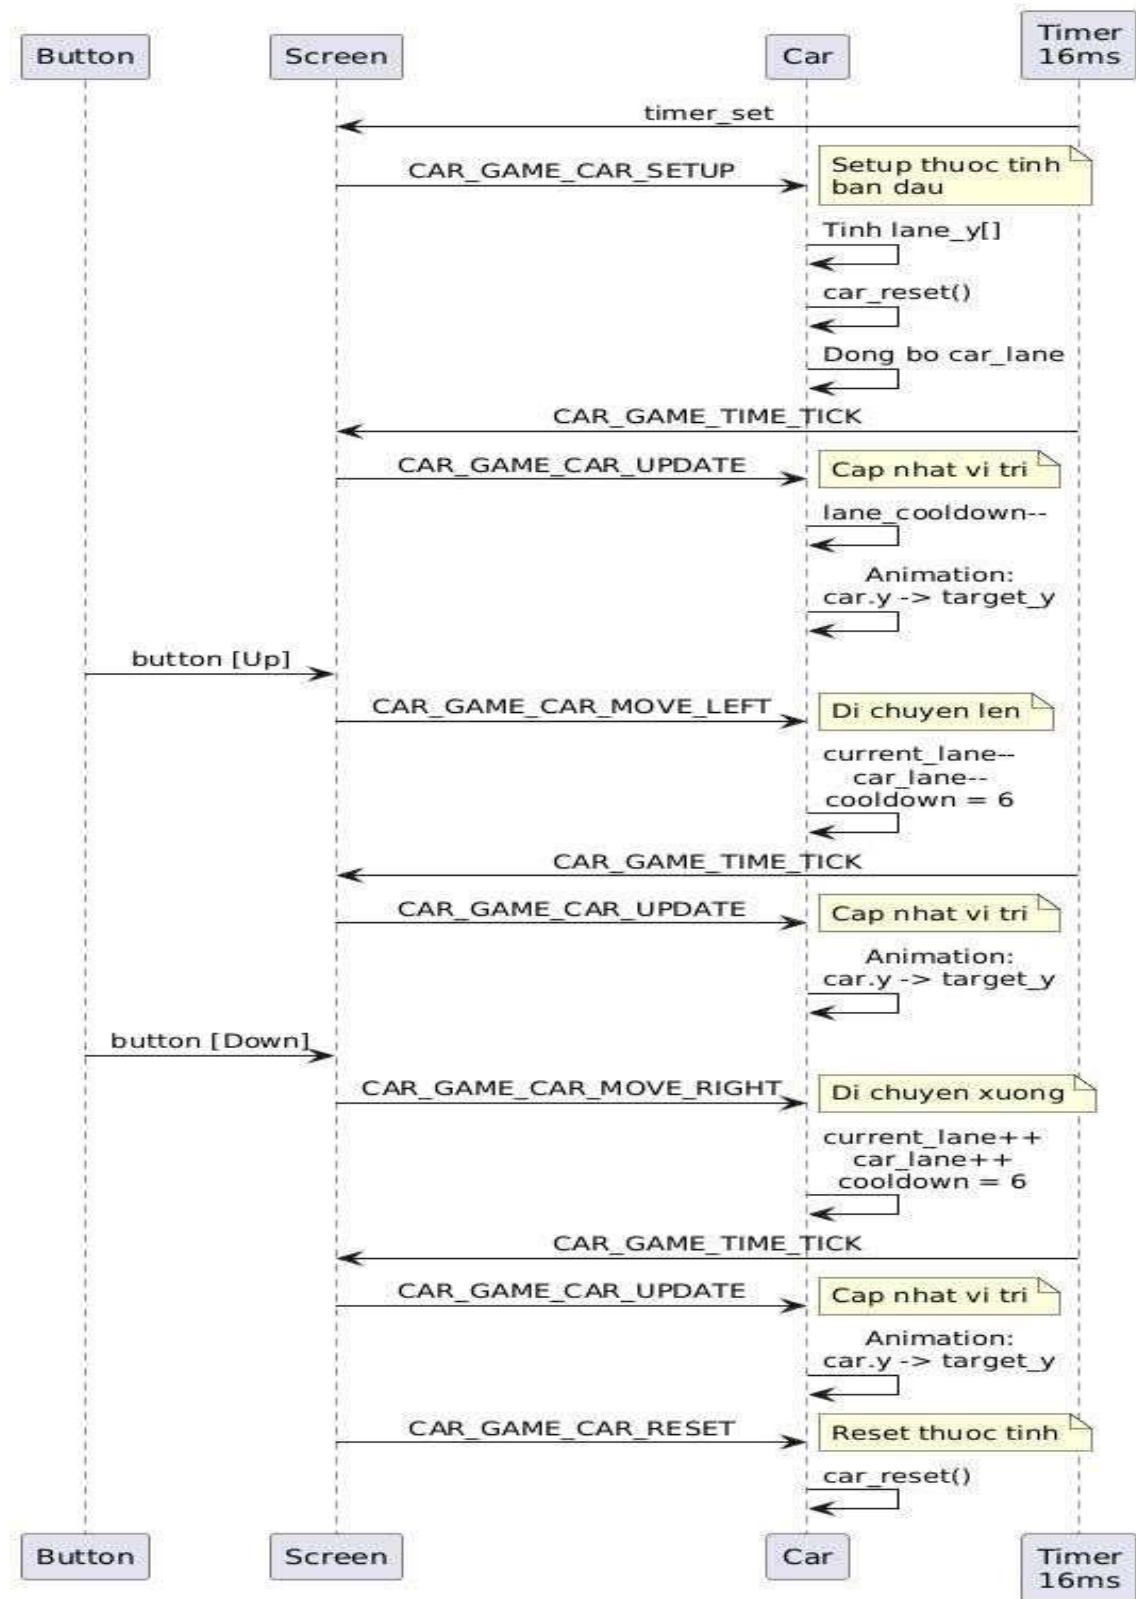 Button
Screen
Car
Timer
16ms
timer_set
CAR_GAME_CAR_SETUP
Setup thuoc tinh
ban dau
Tinh lane_y[]
car_reset()
Dong bo car_lane
CAR_GAME_TIME_TICK
CAR_GAME_CAR_UPDATE
Cap nhat vi tri
lane_cooldown--
Animation:
car.y -> target_y
button [Up]
CAR_GAME_CAR_MOVE_LEFT
Di chuyen len
current_lane--
car_lane--
cooldown = 6
CAR_GAME_TIME_TICK
CAR_GAME_CAR_UPDATE
Cap nhat vi tri
Animation:
car.y -> target_y
button [Down]
CAR_GAME_CAR_MOVE_RIGHT
Di chuyen xuong
current_lane++
car_lane++
cooldown = 6
CAR_GAME_TIME_TICK
CAR_GAME_CAR_UPDATE
Cap nhat vi tri
Animation:
car.y -> target_y
CAR_GAME_CAR_RESET
Reset thuoc tinh
car_reset()
Button
Screen
Car
Timer
16ms